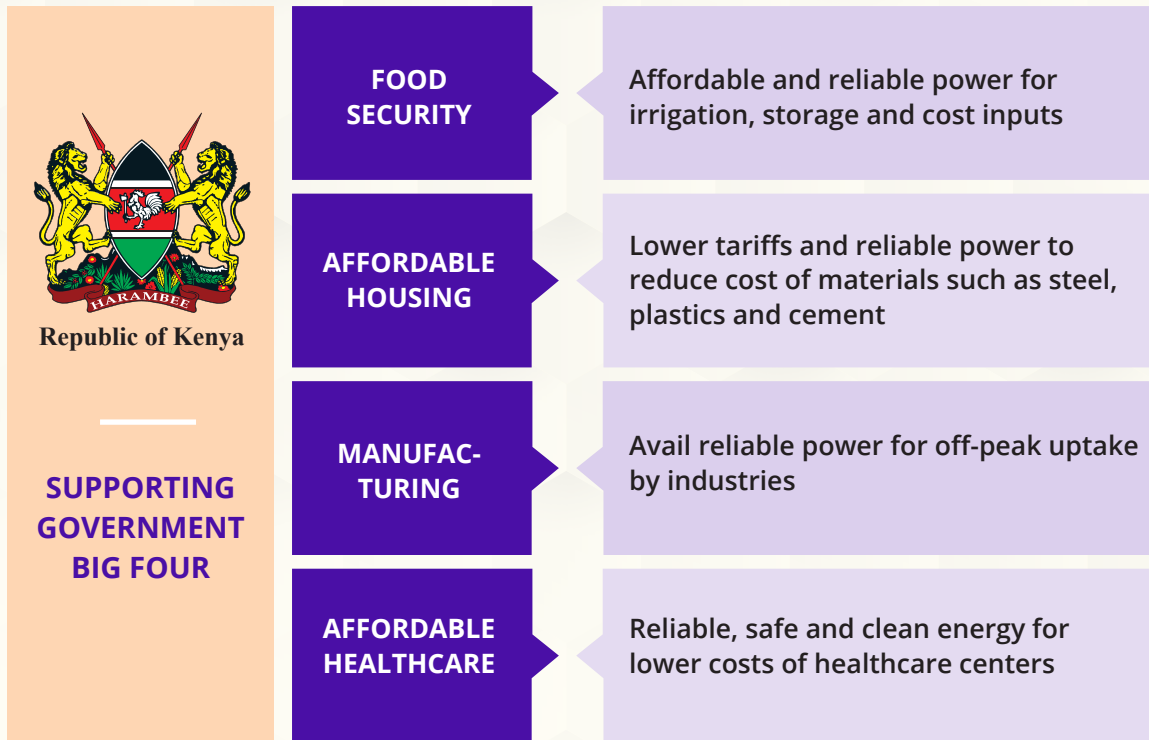 HARAMBEE
Republic of Kenya
SUPPORTING
GOVERNMENT
BIG FOUR
FOOD
SECURITY
Affordable and reliable power for
irrigation, storage and cost inputs
AFFORDABLE
HOUSING
Lower tariffs and reliable power to
reduce cost of materials such as steel,
plastics and cement
MANUFAC-
TURING
Avail reliable power for off-peak uptake
by industries
AFFORDABLE
HEALTHCARE
Reliable, safe and clean energy for
lower costs of healthcare centers